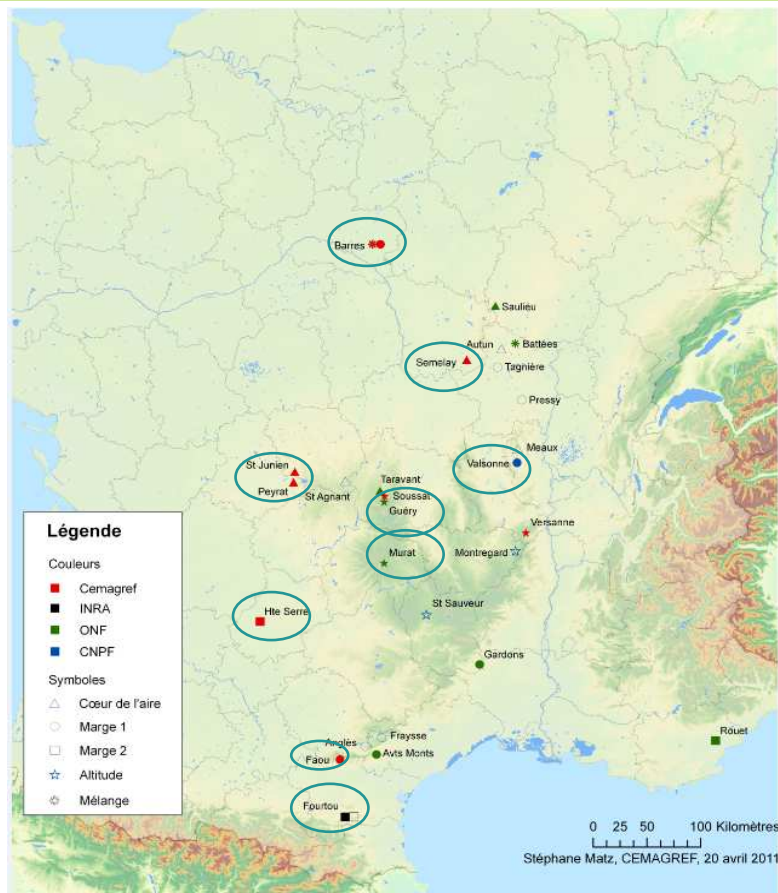 Barres
Saulieu
Autun
Battées
Semelay
Tagnière
Pressy
Meaux
Valsonne
St Junien
Peyrat
St Agnant
Taravant
Soussat
Guéry
Versanne
Murat
Montregard
Hte Serre
St Sauveur
Gardons
Rouet
Fraysse
Anglès
Avts Monts
Faou
Fourtou
Légende
Couleurs
Cemagref
INRA
ONF
CNPF
Symboles
Cœur de l'aire
Marge 1
Marge 2
Altitude
Mélange
0 25 50 100 Kilomètres
Stéphane Matz, CEMAGREF, 20 avril 2011